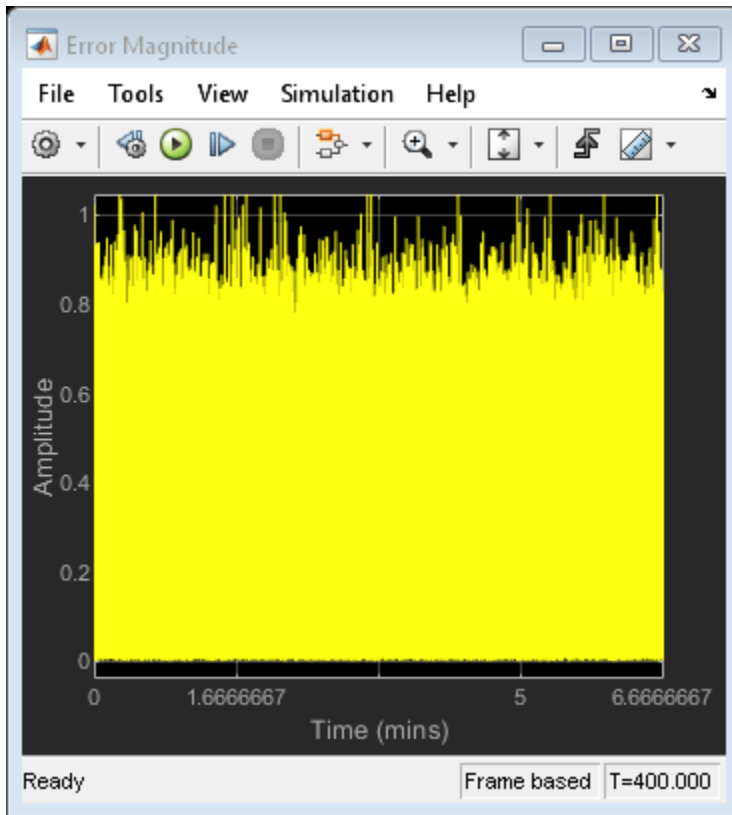 Error Magnitude
File Tools View Simulation Help
1
0.8
0.6
0.4
0.2
0
Amplitude
0 1.6666667 5 6.6666667
Time (mins)
Ready Frame based T=400.000